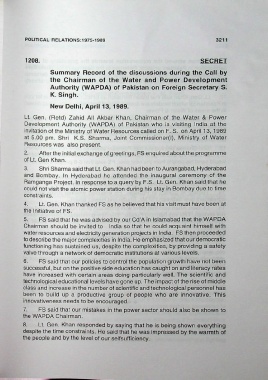 POLITICAL RELATIONS:1975-1989 3211
1208. SECRET
Summary Record of the discussions during the Call by
the Chairman of the Water and Power Development
Authority (WAPDA) of Pakistan on Foreign Secretary S.
K. Singh.
New Delhi, April 13, 1989.
Lt. Gen. (Retd) Zahid Ali Akbar Khan, Chairman of the Water & Power
Development Authority (WAPDA) of Pakistan who is visiting India at the
invitation of the Ministry of Water Resources called on F.S. on April 13, 1989
at 5.00 pm. Shri K.S. Sharma, Joint Commissioner(I), Ministry of Water
Resources was also present.
2. After the initial exchange of greetings, FS enquired about the programme
of Lt. Gen Khan.
3. Shri Sharma said that Lt. Gen. Khan had been to Aurangabad, Hyderabad
and Bombay. In Hyderabad he attended the inaugural ceremony of the
Ramganga Project. In response to a query by F.S. Lt. Gen. Khan said that he
could not visit the atomic power station during his stay in Bombay due to time
constraints.
4. Lt. Gen. Khan thanked FS as he believed that his visit must have been at
the initiative of FS.
5. FS said that he was advised by our Cd'A in Islamabad that the WAPDA
Chairman should be invited to India so that he could acquaint himself with
water resources and electricity generation projects in India. FS then proceeded
to describe the major complexities in India. He emphasized that our democratic
functioning has sustained us, despite the complexities, by providing a safety
valve through a network of democratic institutions at various levels.
6. FS said that our policies to control the population growth have not been
successful, but on the positive side education has caught on and literacy rates
have increased with certain areas doing particularly well. The scientific and
technological educational levels have gone up. The impact of the rise of middle
class and increase in the number of scientific and technological personnel has
been to build up a productive group of people who are innovative. This
innovativeness needs to be encouraged.
7. FS said that our mistakes in the power sector should also be shown to
the WAPDA Chairman.
8. Lt. Gen. Khan responded by saying that he is being shown everything
despite the time constraints. He said that he was impressed by the warmth of
the people and by the level of our selfsufficiency.